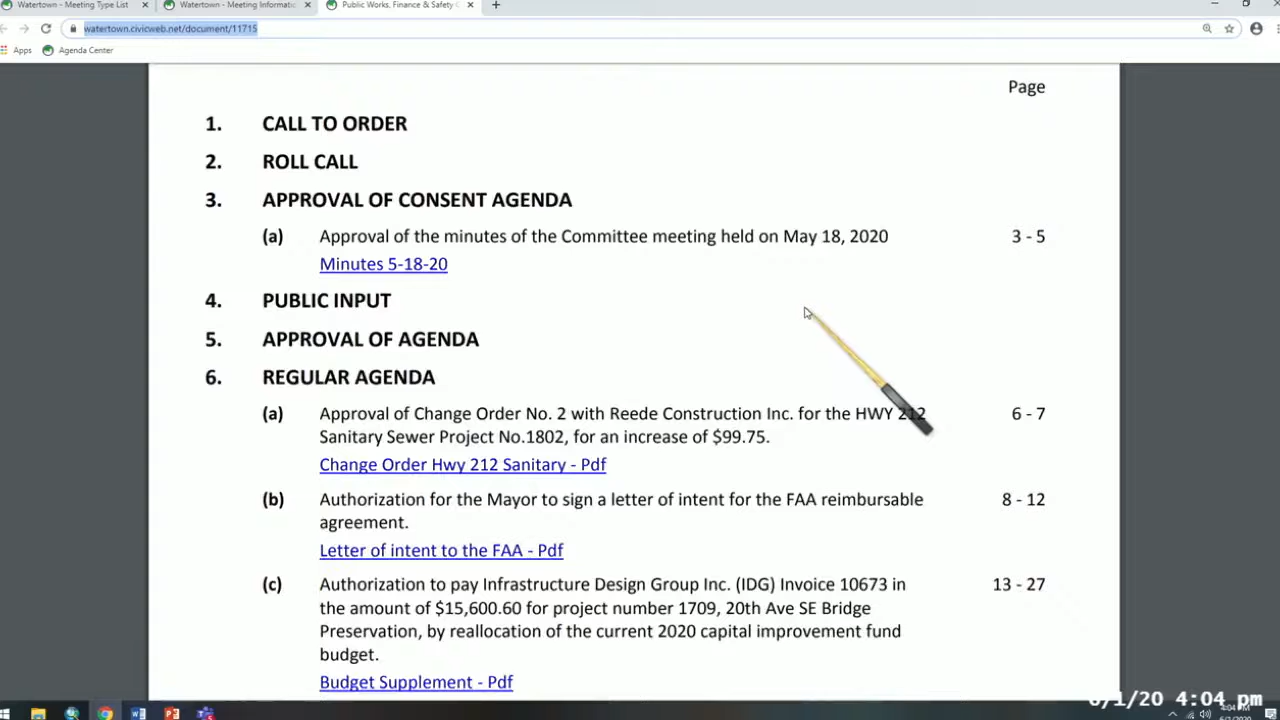 Watertown - Meeting Type List
Watertown - Meeting Informatic
Public Works, Finance & Safety C
watertown.civicweb.net/document/11715
Apps
Agenda Center
Page
1. CALL TO ORDER
2. ROLL CALL
3. APPROVAL OF CONSENT AGENDA
(a) Approval of the minutes of the Committee meeting held on May 18, 2020 3 - 5
Minutes 5-18-20
4. PUBLIC INPUT
5. APPROVAL OF AGENDA
6. REGULAR AGENDA
(a) Approval of Change Order No. 2 with Reede Construction Inc. for the HWY 212 6 - 7
Sanitary Sewer Project No.1802, for an increase of $99.75.
Change Order Hwy 212 Sanitary - Pdf
(b) Authorization for the Mayor to sign a letter of intent for the FAA reimbursable 8 - 12
agreement.
Letter of intent to the FAA - Pdf
(c) Authorization to pay Infrastructure Design Group Inc. (IDG) Invoice 10673 in 13 - 27
the amount of $15,600.60 for project number 1709, 20th Ave SE Bridge
Preservation, by reallocation of the current 2020 capital improvement fund
budget.
Budget Supplement - Pdf
6/1/20 4:04 pm